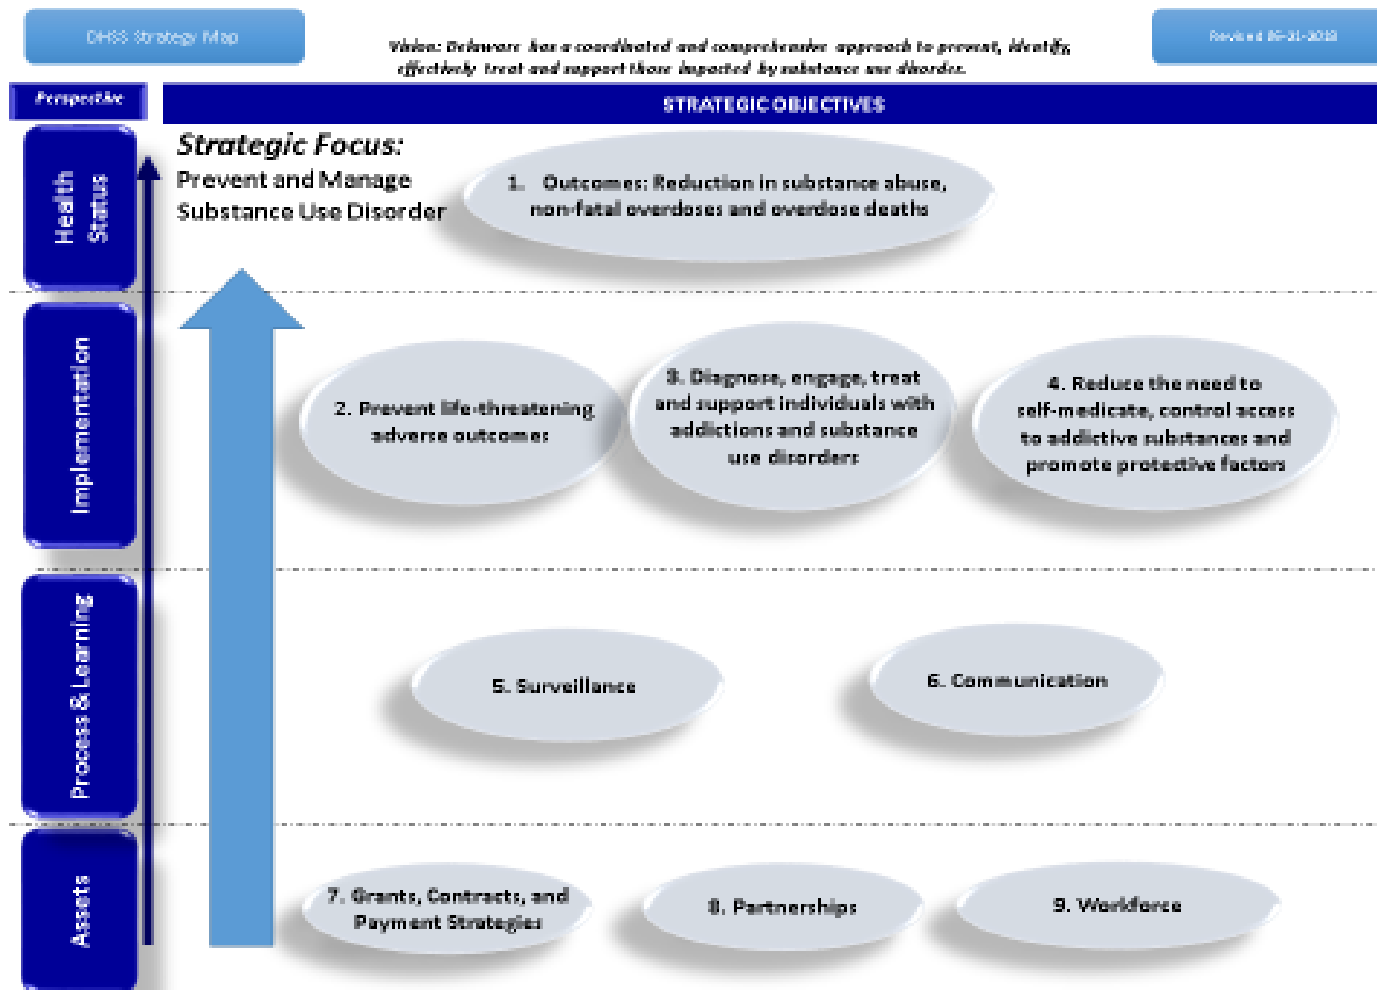 DHSS Strategy Map
Vision: Delaware has a coordinated and comprehensive approach to prevent, identify,
effectively treat and support those impacted by substance use disorder.
Revised 06-21-2018
Perspective
STRATEGIC OBJECTIVES
Health
Status
Strategic Focus:
Prevent and Manage
Substance Use Disorder
1. Outcomes: Reduction in substance abuse,
non-fatal overdoses and overdose deaths
Implementation
2. Prevent life-threatening
adverse outcomes
3. Diagnose, engage, treat
and support individuals with
addictions and substance
use disorders
4. Reduce the need to
self-medicate, control access
to addictive substances and
promote protective factors
Process & Learning
5. Surveillance
6. Communication
Assets
7. Grants, Contracts, and
Payment Strategies
8. Partnerships
9. Workforce